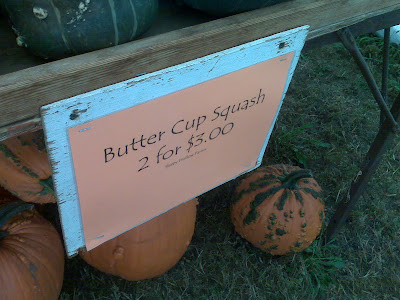 Butter Cup Squash
2 for $3.00